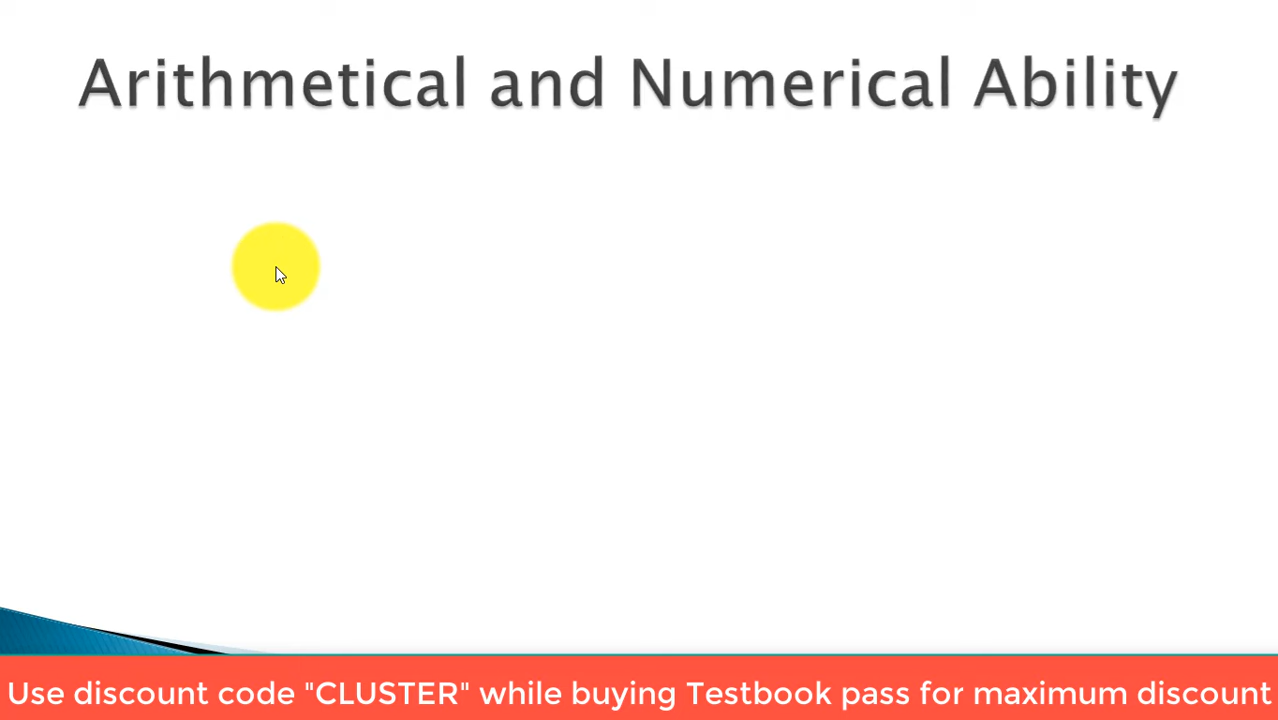 Arithmetical and Numerical Ability
Use discount code "CLUSTER" while buying Testbook pass for maximum discount